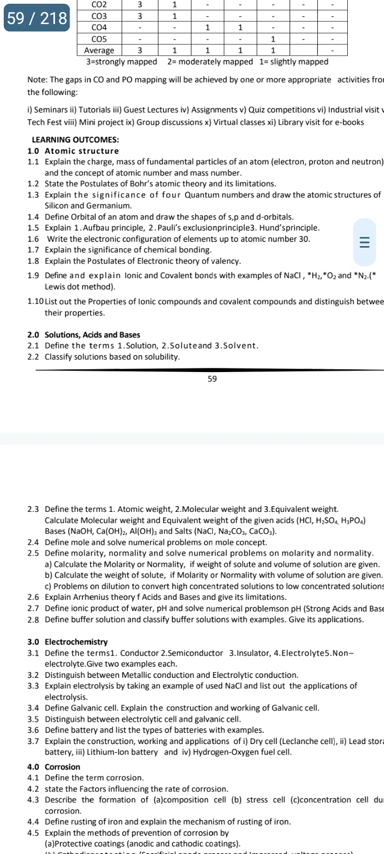 59 / 218
CO2 3 1 - - - -
CO3 3 1 - - - -
CO4 - - 1 1 - -
CO5 - - - - 1 - -
Average 3 1 1 1 1 -
3=strongly mapped 2= moderately mapped 1= slightly mapped
Note: The gaps in CO and PO mapping will be achieved by one or more appropriate activities from
the following:
i) Seminars ii) Tutorials iii) Guest Lectures iv) Assignments v) Quiz competitions vi) Industrial visit v
Tech Fest viii) Mini project ix) Group discussions x) Virtual classes xi) Library visit for e-books
LEARNING OUTCOMES:
1.0 Atomic structure
1.1 Explain the charge, mass of fundamental particles of an atom (electron, proton and neutron)
and the concept of atomic number and mass number.
1.2 State the Postulates of Bohr's atomic theory and its limitations.
1.3 Explain the significance of four Quantum numbers and draw the atomic structures of
Silicon and Germanium.
1.4 Define Orbital of an atom and draw the shapes of s,p and d-orbitals.
1.5 Explain 1.Aufbau principle, 2.Pauli's exclusionprinciple3. Hund'sprinciple.
1.6 Write the electronic configuration of elements up to atomic number 30.
1.7 Explain the significance of chemical bonding.
1.8 Explain the Postulates of Electronic theory of valency.
1.9 Define and explain Ionic and Covalent bonds with examples of NaCl , *H₂,*O₂ and *N₂.(*
Lewis dot method).
1.10 List out the Properties of Ionic compounds and covalent compounds and distinguish betwee
their properties.
2.0 Solutions, Acids and Bases
2.1 Define the terms 1.Solution, 2.Soluteand 3.Solvent.
2.2 Classify solutions based on solubility.
59
2.3 Define the terms 1. Atomic weight, 2.Molecular weight and 3.Equivalent weight.
Calculate Molecular weight and Equivalent weight of the given acids (HCl, H₂SO₄, H₃PO₄)
Bases (NaOH, Ca(OH)₂, Al(OH)₃ and Salts (NaCl, Na₂CO₃, CaCO₃).
2.4 Define mole and solve numerical problems on mole concept.
2.5 Define molarity, normality and solve numerical problems on molarity and normality.
a) Calculate the Molarity or Normality, if weight of solute and volume of solution are given.
b) Calculate the weight of solute, if Molarity or Normality with volume of solution are given.
c) Problems on dilution to convert high concentrated solutions to low concentrated solutions
2.6 Explain Arrhenius theory f Acids and Bases and give its limitations.
2.7 Define ionic product of water, pH and solve numerical problemson pH (Strong Acids and Base
2.8 Define buffer solution and classify buffer solutions with examples. Give its applications.
3.0 Electrochemistry
3.1 Define the terms1. Conductor 2.Semiconductor 3.Insulator, 4.Electrolyte5.Non–
electrolyte.Give two examples each.
3.2 Distinguish between Metallic conduction and Electrolytic conduction.
3.3 Explain electrolysis by taking an example of used NaCl and list out the applications of
electrolysis.
3.4 Define Galvanic cell. Explain the construction and working of Galvanic cell.
3.5 Distinguish between electrolytic cell and galvanic cell.
3.6 Define battery and list the types of batteries with examples.
3.7 Explain the construction, working and applications of i) Dry cell (Leclanche cell), ii) Lead stora
battery, iii) Lithium-Ion battery and iv) Hydrogen-Oxygen fuel cell.
4.0 Corrosion
4.1 Define the term corrosion.
4.2 state the Factors influencing the rate of corrosion.
4.3 Describe the formation of (a)composition cell (b) stress cell (c)concentration cell du
corrosion.
4.4 Define rusting of iron and explain the mechanism of rusting of iron.
4.5 Explain the methods of prevention of corrosion by
(a)Protective coatings (anodic and cathodic coatings).